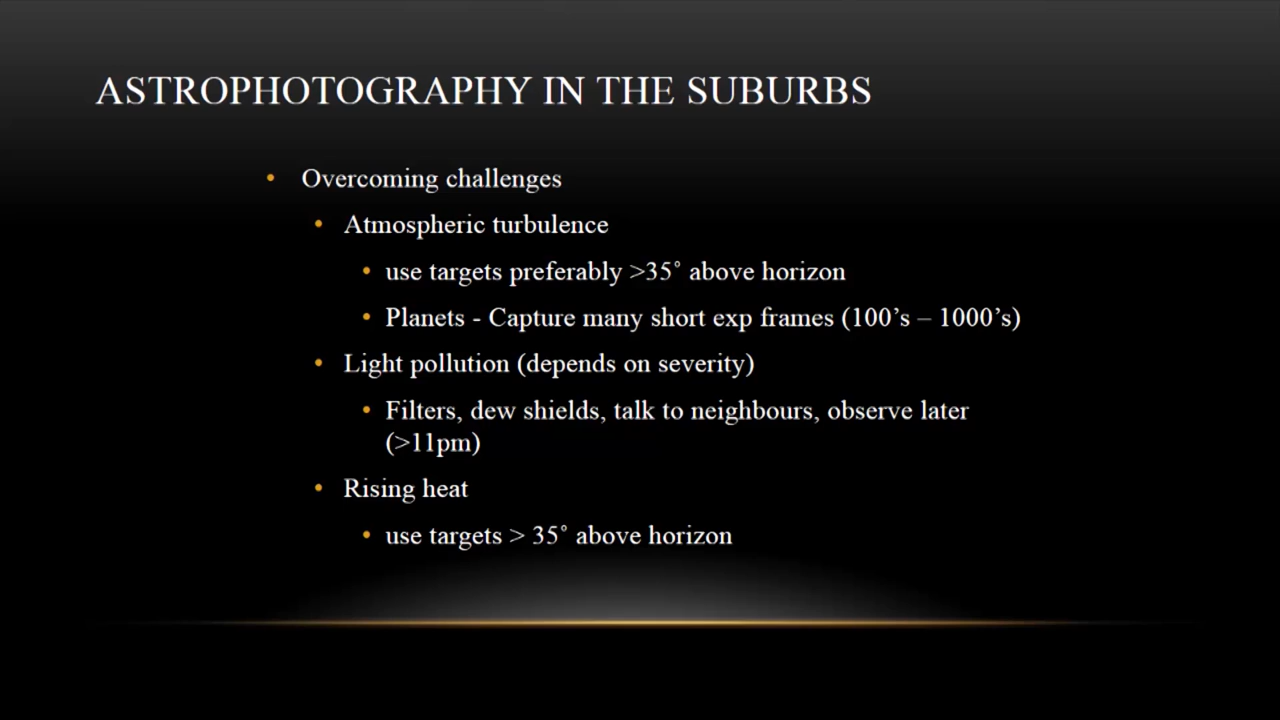 ASTROPHOTOGRAPHY IN THE SUBURBS
• Overcoming challenges
• Atmospheric turbulence
• use targets preferably >35˚ above horizon
• Planets - Capture many short exp frames (100’s – 1000’s)
• Light pollution (depends on severity)
• Filters, dew shields, talk to neighbours, observe later
(>11pm)
• Rising heat
• use targets > 35˚ above horizon